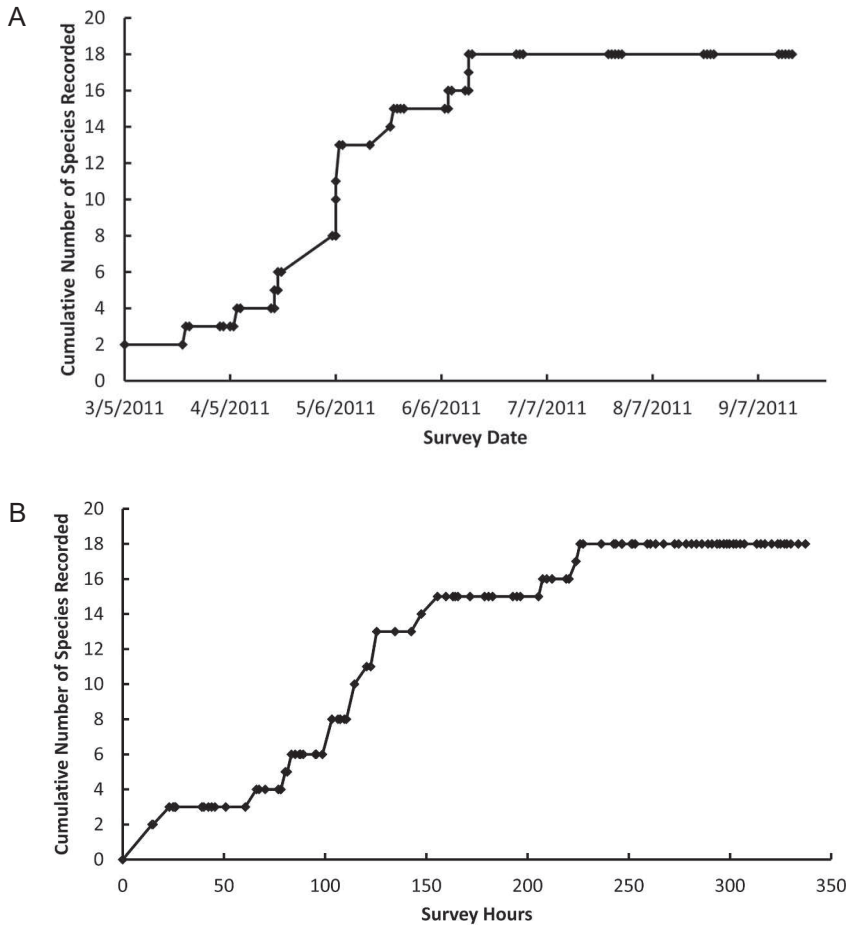 A
Cumulative Number of Species Recorded
20
18
16
14
12
10
8
6
4
2
0
3/5/2011 4/5/2011 5/6/2011 6/6/2011 7/7/2011 8/7/2011 9/7/2011
Survey Date
B
Cumulative Number of Species Recorded
20
18
16
14
12
10
8
6
4
2
0
0 50 100 150 200 250 300 350
Survey Hours